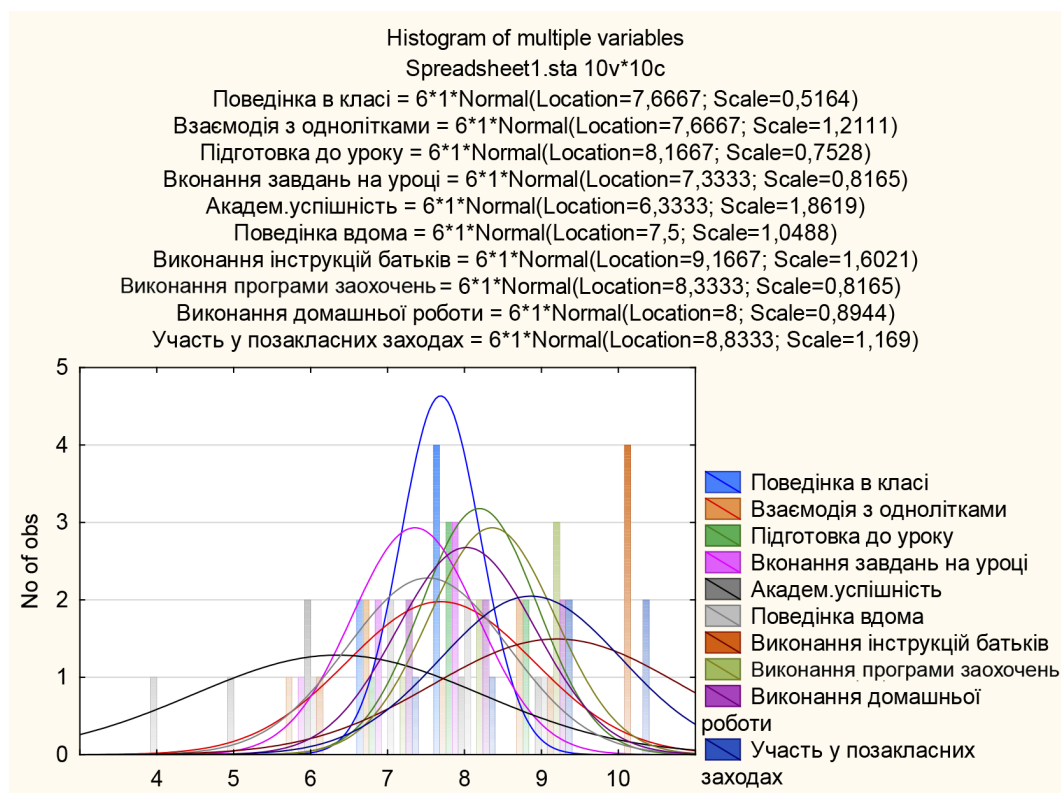 Histogram of multiple variables
Spreadsheet1.sta 10v*10c
Поведінка в класі = 6*1*Normal(Location=7,6667; Scale=0,5164)
Взаємодія з однолітками = 6*1*Normal(Location=7,6667; Scale=1,2111)
Підготовка до уроку = 6*1*Normal(Location=8,1667; Scale=0,7528)
Вконання завдань на уроці = 6*1*Normal(Location=7,3333; Scale=0,8165)
Академ.успішність = 6*1*Normal(Location=6,3333; Scale=1,8619)
Поведінка вдома = 6*1*Normal(Location=7,5; Scale=1,0488)
Виконання інструкцій батьків = 6*1*Normal(Location=9,1667; Scale=1,6021)
Виконання програми заохочень = 6*1*Normal(Location=8,3333; Scale=0,8165)
Виконання домашньої роботи = 6*1*Normal(Location=8; Scale=0,8944)
Участь у позакласних заходах = 6*1*Normal(Location=8,8333; Scale=1,169)
5
4
3
2
1
0
No of obs
4 5 6 7 8 9 10
Поведінка в класі
Взаємодія з однолітками
Підготовка до уроку
Вконання завдань на уроці
Академ.успішність
Поведінка вдома
Виконання інструкцій батьків
Виконання програми заохочень
Виконання домашньої
роботи
Участь у позакласних
заходах